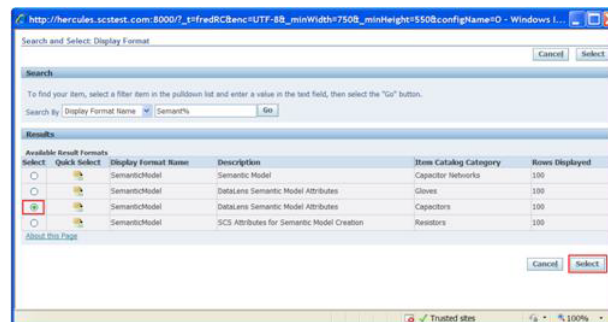 http://hercules.scstest.com:8000/?_t=fredRC&enc=UTF-8&_minWidth=750&_minHeight=550&configName=O - Windows I...
Search and Select: Display Format
Cancel Select
Search
To find your item, select a filter item in the pulldown list and enter a value in the text field, then select the "Go" button.
Search By Display Format Name Semant% Go
Results
Available Result Formats
Select Quick Select Display Format Name Description Item Catalog Category Rows Displayed
SemanticModel Semantic Model Capacitor Networks 100
SemanticModel DataLens Semantic Model Attributes Gloves 100
SemanticModel DataLens Semantic Model Attributes Capacitors 100
SemanticModel SCS Attributes for Semantic Model Creation Resistors 100
About this Page
Cancel Select
Trusted sites 100%